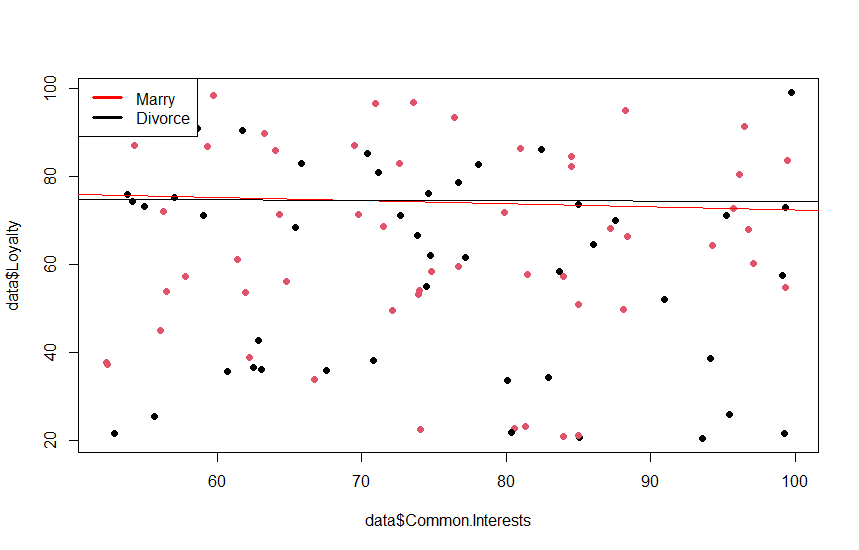 Marry
Divorce
100
80
60
40
20
data$Loyalty
60
70
80
90
100
data$Common.Interests